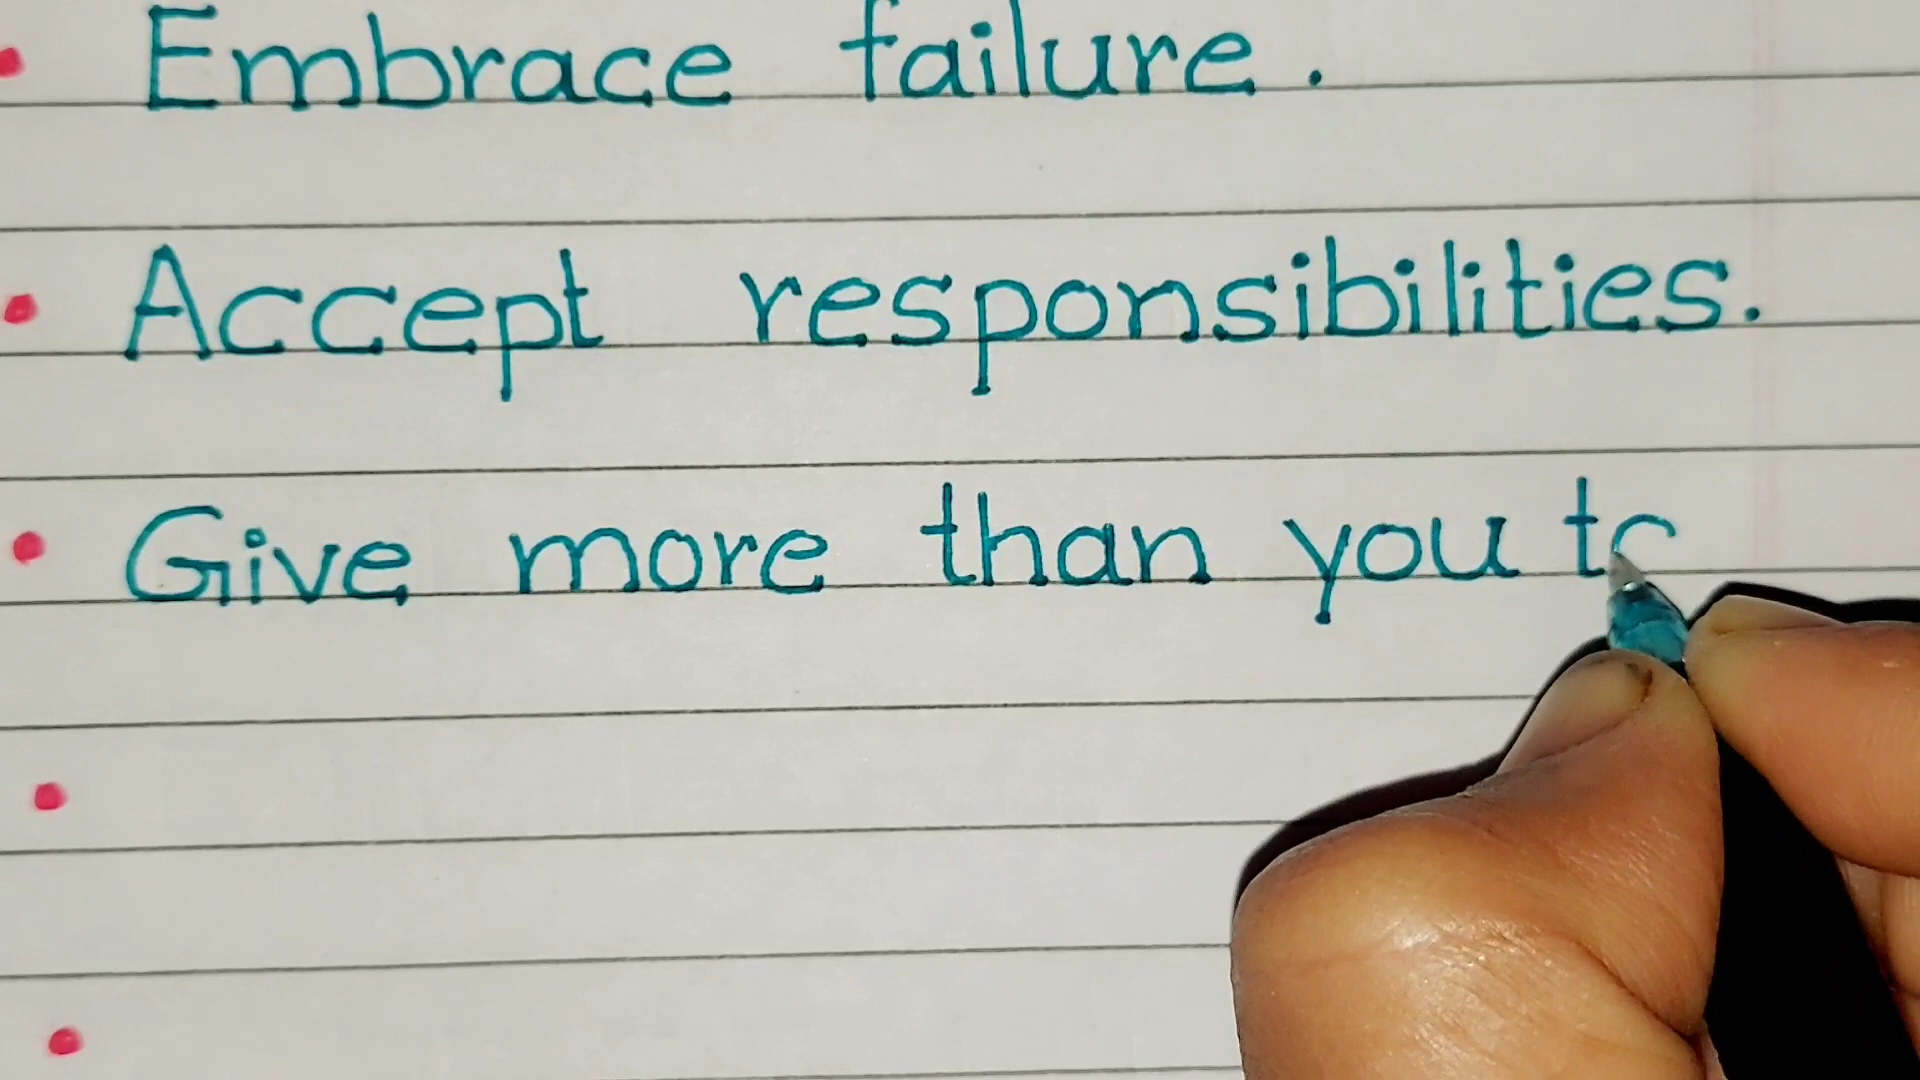 • Embrace failure.
• Accept responsibilities.
• Give more than you